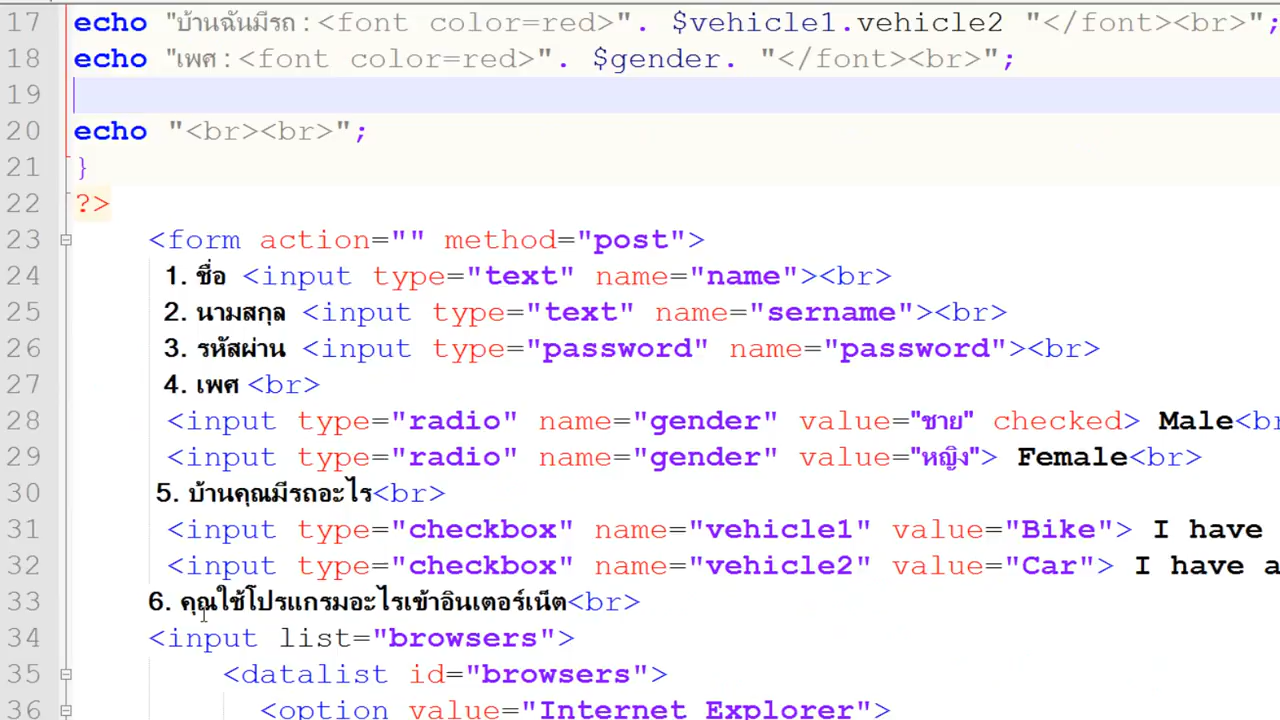 17 echo "บ้านฉันมีรถ : <font color=red>". $vehicle1.vehicle2 "</font><br>";
18 echo "เพศ : <font color=red>". $gender. "</font><br>";
19
20 echo "<br><br>";
21 }
22 ?>
23 <form action="" method="post">
24 1. ชื่อ <input type="text" name="name"><br>
25 2. นามสกุล <input type="text" name="sername"><br>
26 3. รหัสผ่าน <input type="password" name="password"><br>
27 4. เพศ <br>
28 <input type="radio" name="gender" value="ชาย" checked> Male<br
29 <input type="radio" name="gender" value="หญิง"> Female<br>
30 5. บ้านคุณมีรถอะไร<br>
31 <input type="checkbox" name="vehicle1" value="Bike"> I have
32 <input type="checkbox" name="vehicle2" value="Car"> I have a
33 6. คุณใช้โปรแกรมอะไรเข้าอินเตอร์เน็ต<br>
34 <input list="browsers">
35 <datalist id="browsers">
36 <option value="Internet Explorer">